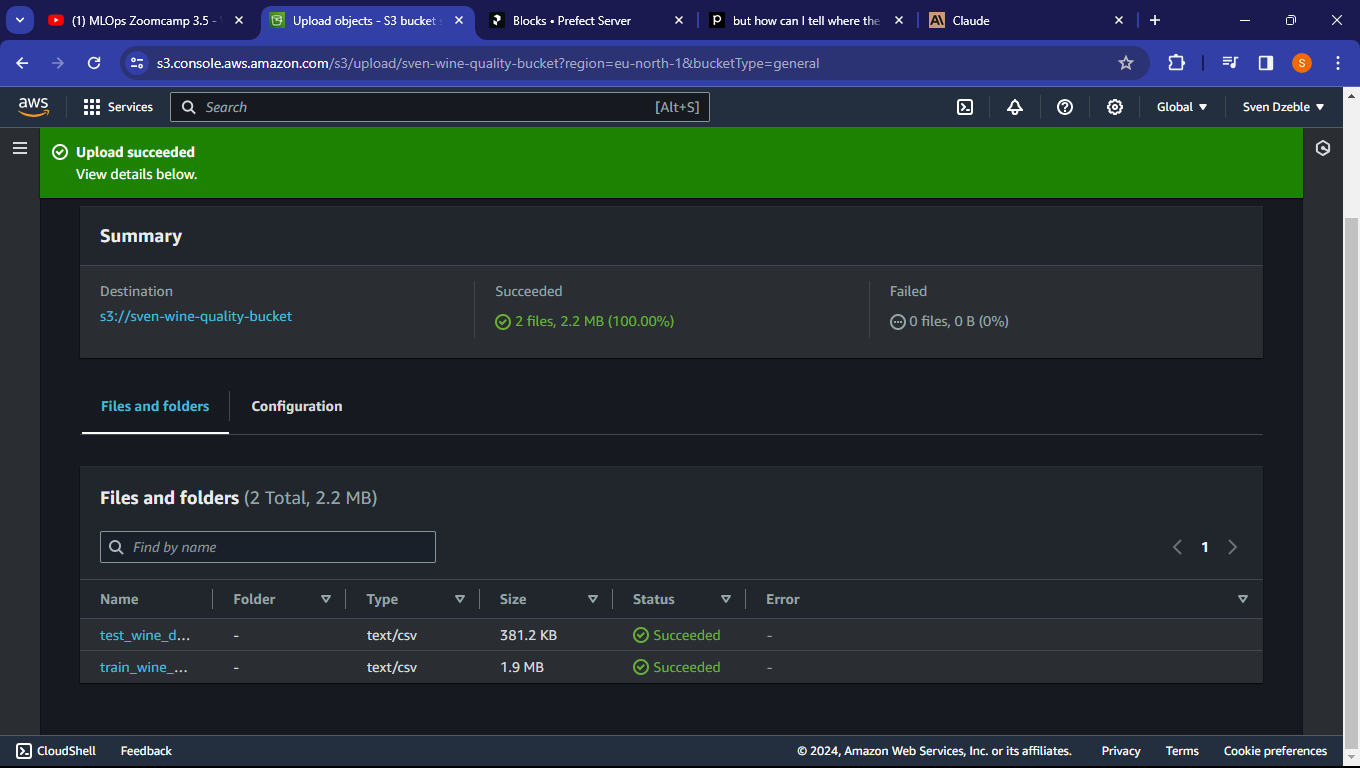 (1) MLOps Zoomcamp 3.5 -
Upload objects - S3 bucket
Blocks • Prefect Server
but how can I tell where the
Claude
s3.console.aws.amazon.com/s3/upload/sven-wine-quality-bucket?region=eu-north-1&bucketType=general
S
aws
Services
Search
[Alt+S]
Global
Sven Dzeble
Upload succeeded
View details below.
Summary
Destination
s3://sven-wine-quality-bucket
Succeeded
2 files, 2.2 MB (100.00%)
Failed
0 files, 0 B (0%)
Files and folders
Configuration
Files and folders (2 Total, 2.2 MB)
Find by name
1
Name Folder Type Size Status Error
test_wine_d... - text/csv 381.2 KB Succeeded -
train_wine_... - text/csv 1.9 MB Succeeded -
CloudShell
Feedback
© 2024, Amazon Web Services, Inc. or its affiliates.
Privacy
Terms
Cookie preferences